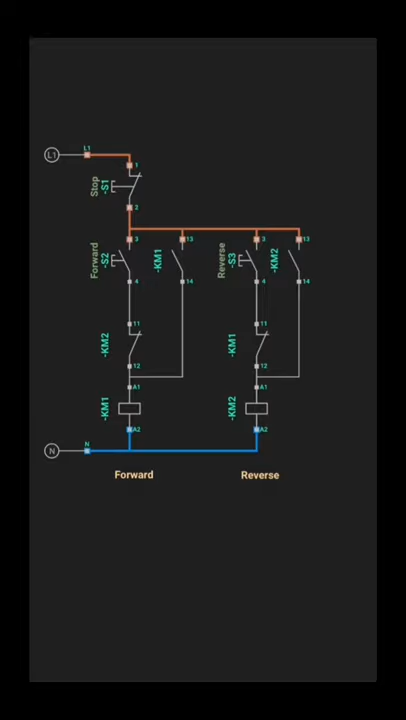 L1
L1
1
Stop
-S1
2
3
13
3
13
Forward
-S2
-KM1
Reverse
-S3
-KM2
4
14
4
14
11
11
-KM2
-KM1
12
12
A1
A1
-KM1
-KM2
A2
A2
N
N
Forward
Reverse